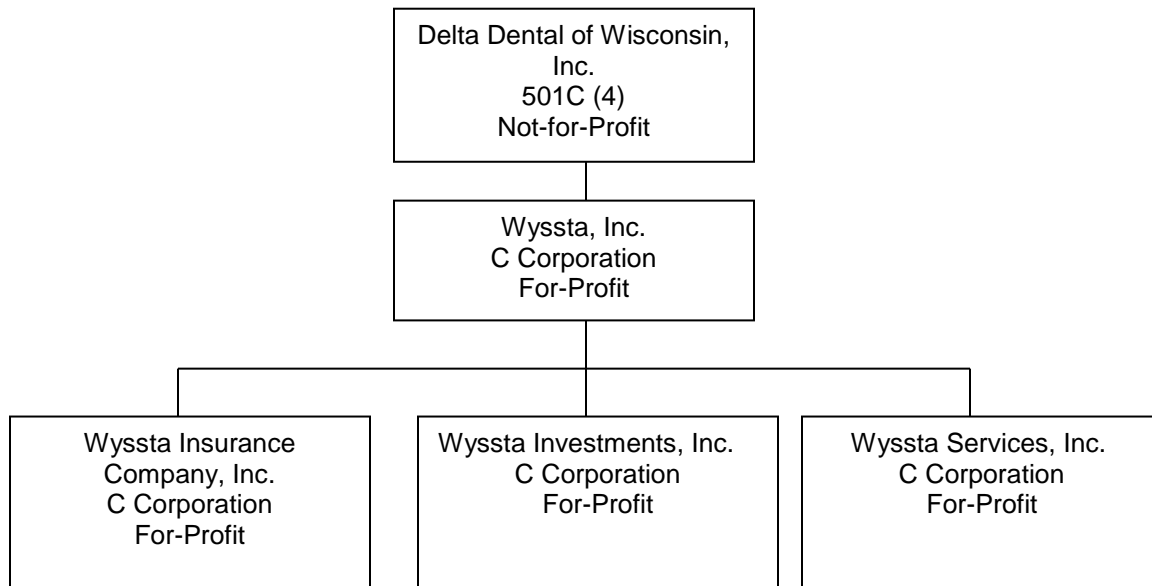 Delta Dental of Wisconsin,
Inc.
501C (4)
Not-for-Profit
Wyssta, Inc.
C Corporation
For-Profit
Wyssta Insurance
Company, Inc.
C Corporation
For-Profit
Wyssta Investments, Inc.
C Corporation
For-Profit
Wyssta Services, Inc.
C Corporation
For-Profit